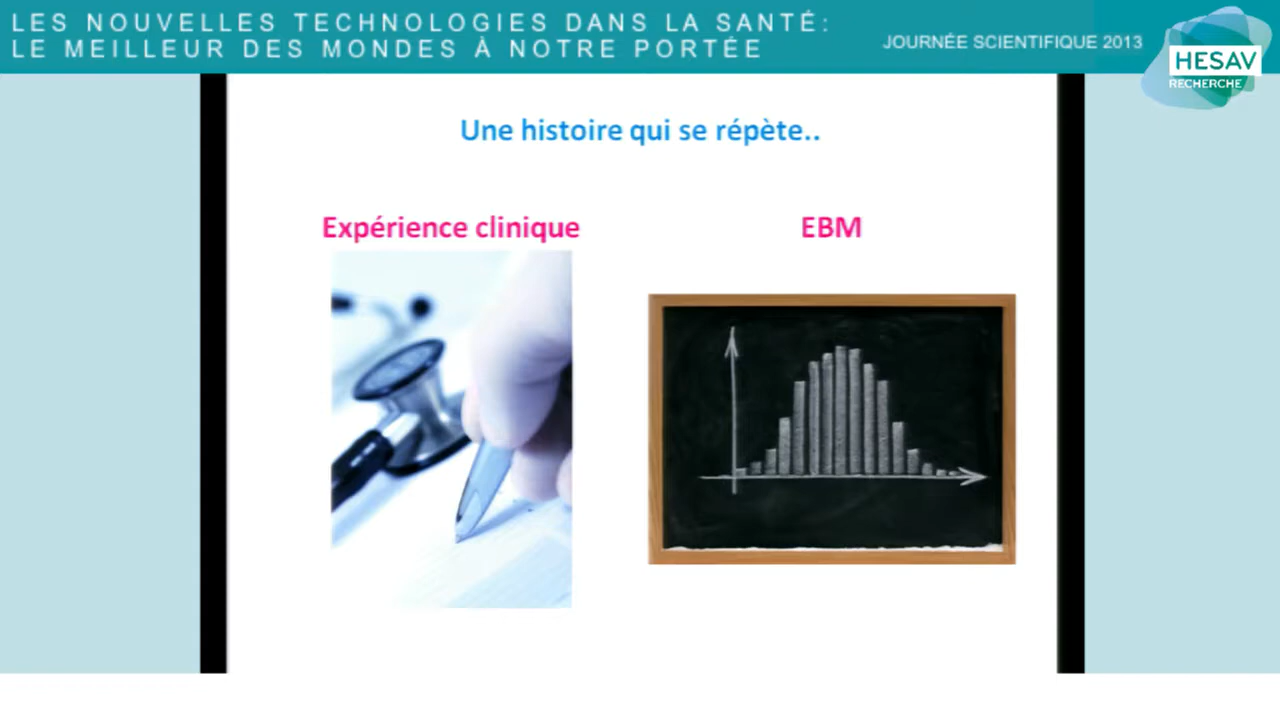 LES NOUVELLES TECHNOLOGIES DANS LA SANTÉ:
LE MEILLEUR DES MONDES À NOTRE PORTÉE
JOURNÉE SCIENTIFIQUE 2013
HESAV
RECHERCHE
Une histoire qui se répète..
Expérience clinique
EBM